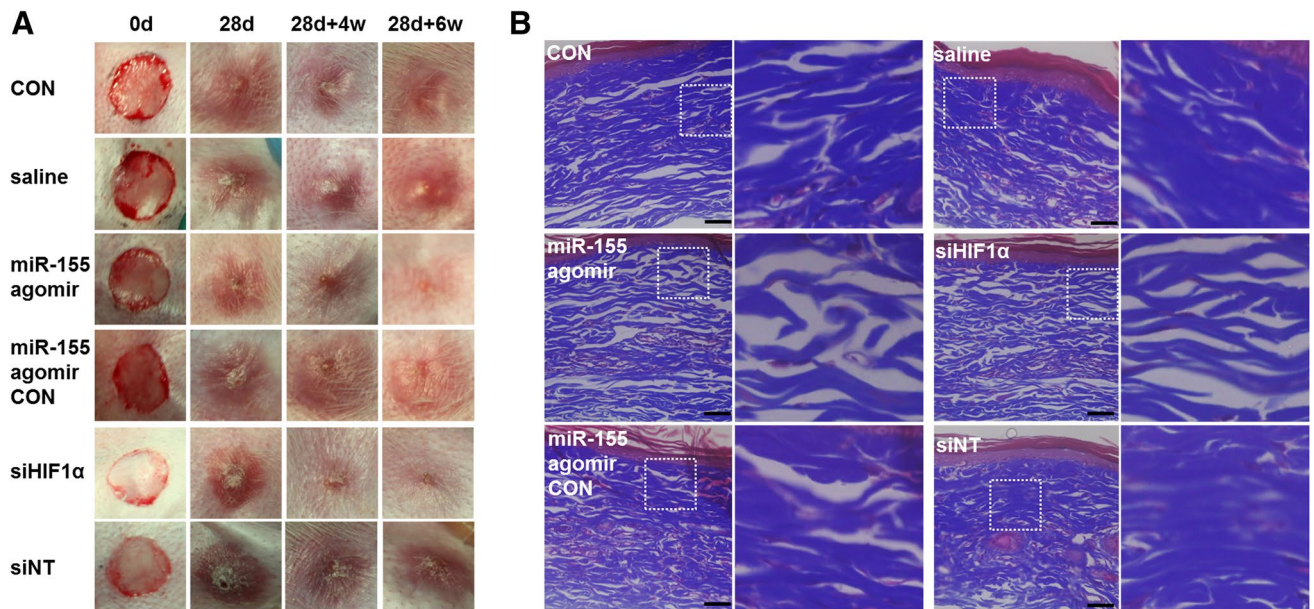 A
0d 28d 28d+4w 28d+6w
CON
saline
miR-155
agomir
miR-155
agomir
CON
siHIF1α
siNT
B
CON
saline
miR-155
agomir
siHIF1α
miR-155
agomir
CON
siNT